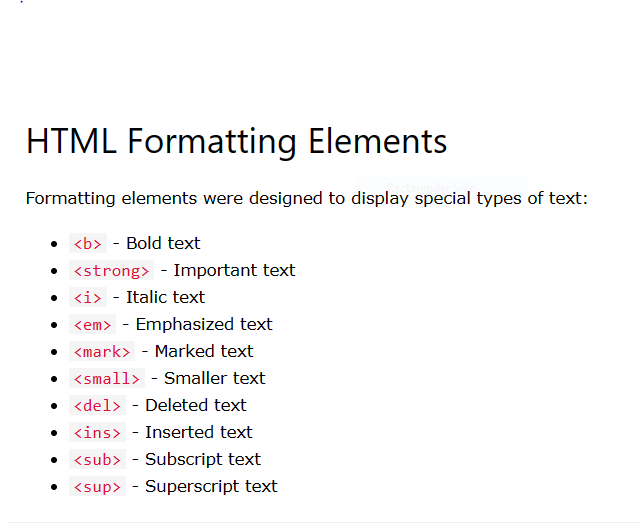 HTML Formatting Elements
Formatting elements were designed to display special types of text:
• <b> - Bold text
• <strong> - Important text
• <i> - Italic text
• <em> - Emphasized text
• <mark> - Marked text
• <small> - Smaller text
• <del> - Deleted text
• <ins> - Inserted text
• <sub> - Subscript text
• <sup> - Superscript text